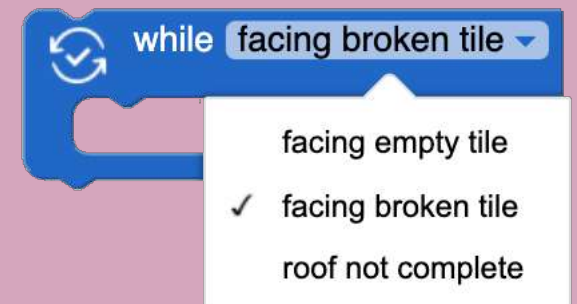 while facing broken tile
facing empty tile
✓ facing broken tile
roof not complete